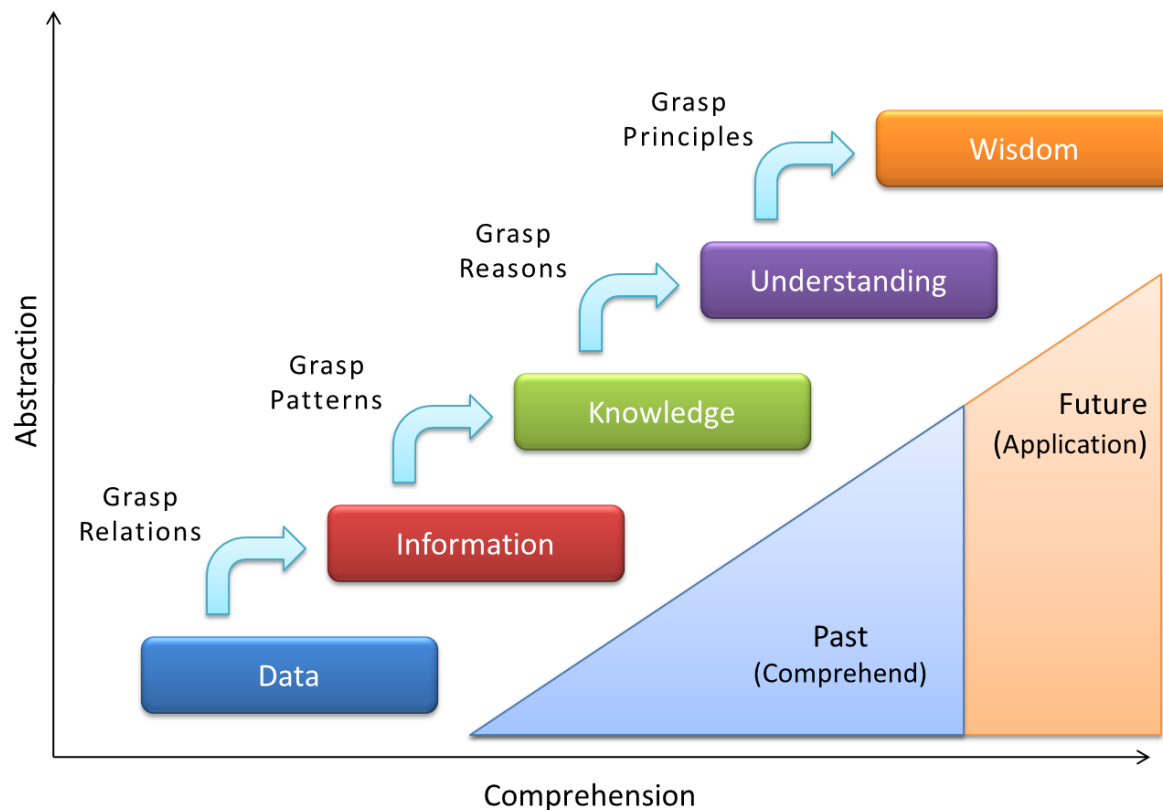 Grasp
Principles
Wisdom
Grasp
Reasons
Understanding
Grasp
Patterns
Knowledge
Grasp
Relations
Information
Data
Future
(Application)
Past
(Comprehend)
Abstraction
Comprehension